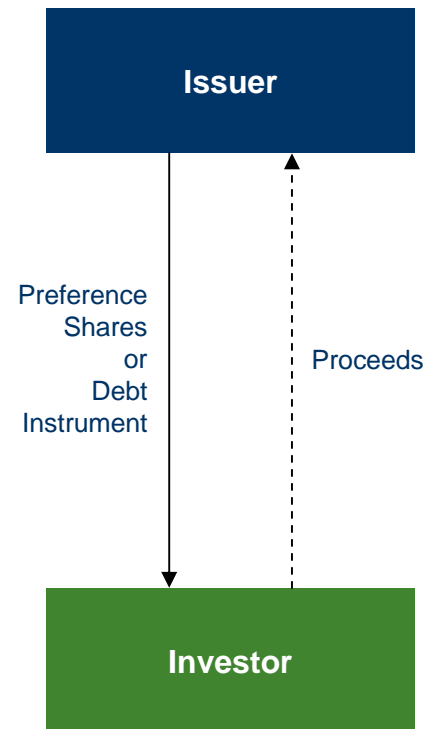 Issuer
Preference
Shares
or
Debt
Instrument
Proceeds
Investor